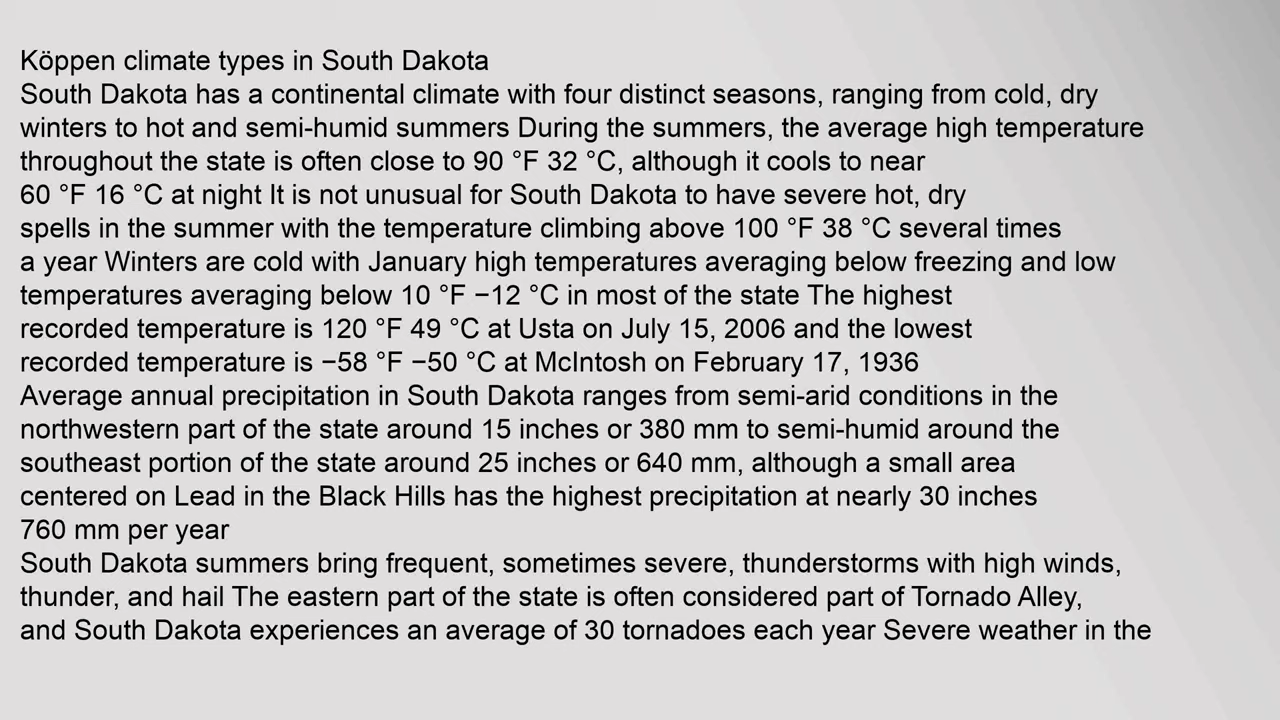 Köppen climate types in South Dakota
South Dakota has a continental climate with four distinct seasons, ranging from cold, dry
winters to hot and semi-humid summers During the summers, the average high temperature
throughout the state is often close to 90 °F 32 °C, although it cools to near
60 °F 16 °C at night It is not unusual for South Dakota to have severe hot, dry
spells in the summer with the temperature climbing above 100 °F 38 °C several times
a year Winters are cold with January high temperatures averaging below freezing and low
temperatures averaging below 10 °F −12 °C in most of the state The highest
recorded temperature is 120 °F 49 °C at Usta on July 15, 2006 and the lowest
recorded temperature is −58 °F −50 °C at McIntosh on February 17, 1936
Average annual precipitation in South Dakota ranges from semi-arid conditions in the
northwestern part of the state around 15 inches or 380 mm to semi-humid around the
southeast portion of the state around 25 inches or 640 mm, although a small area
centered on Lead in the Black Hills has the highest precipitation at nearly 30 inches
760 mm per year
South Dakota summers bring frequent, sometimes severe, thunderstorms with high winds,
thunder, and hail The eastern part of the state is often considered part of Tornado Alley,
and South Dakota experiences an average of 30 tornadoes each year Severe weather in the